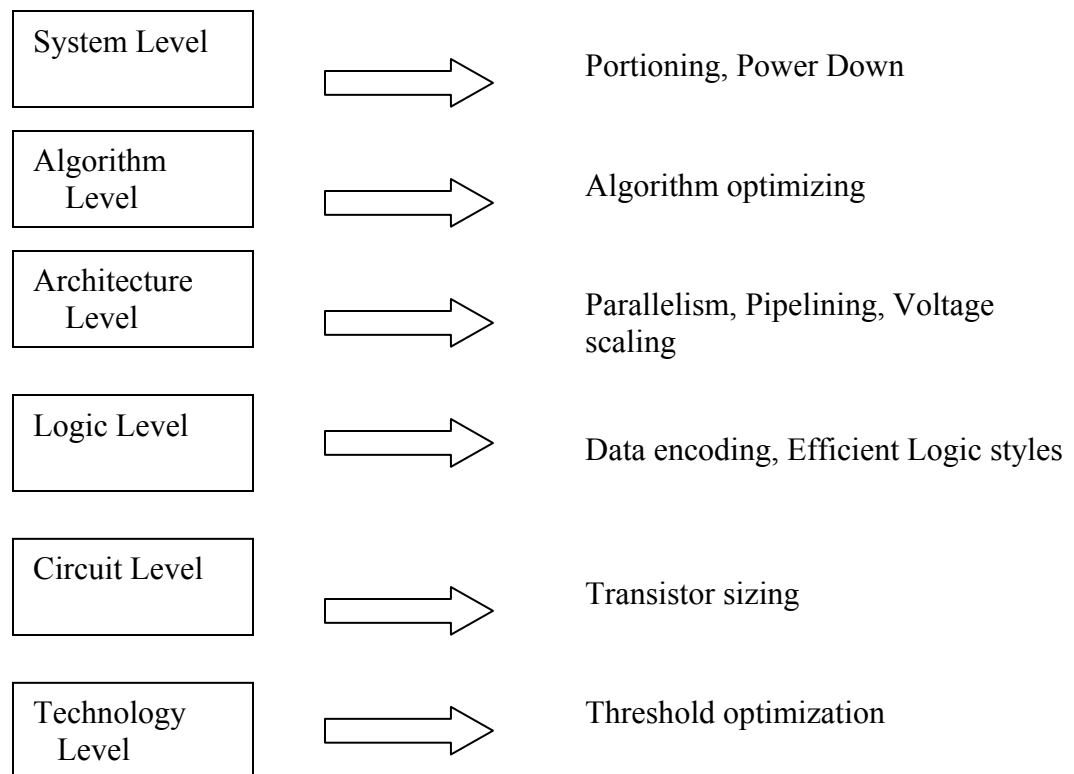 System Level
Portioning, Power Down
Algorithm
Level
Algorithm optimizing
Architecture
Level
Parallelism, Pipelining, Voltage
scaling
Logic Level
Data encoding, Efficient Logic styles
Circuit Level
Transistor sizing
Technology
Level
Threshold optimization